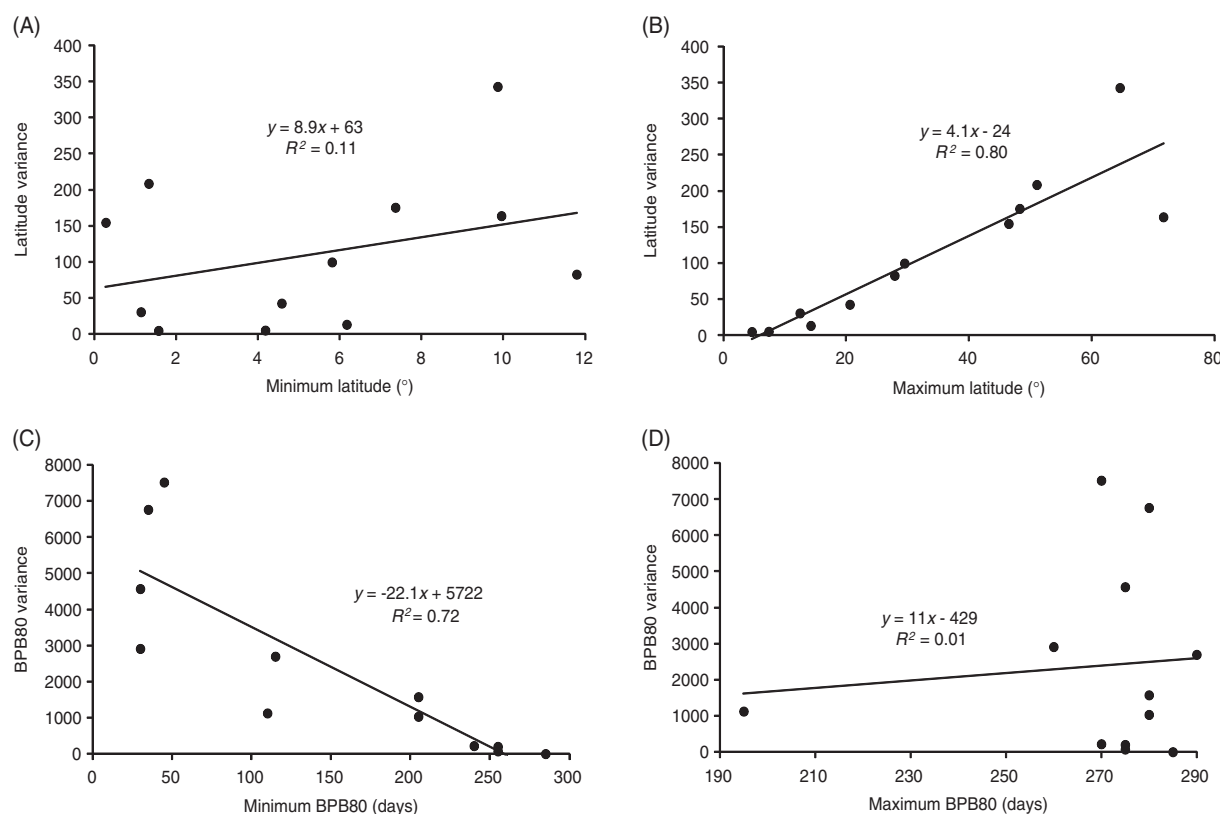 (A)
400
350
300
250
200
150
100
50
0
Latitude variance
y = 8.9x + 63
R² = 0.11
0 2 4 6 8 10 12
Minimum latitude (°)
(B)
400
350
300
250
200
150
100
50
0
Latitude variance
y = 4.1x - 24
R² = 0.80
0 20 40 60 80
Maximum latitude (°)
(C)
8000
7000
6000
5000
4000
3000
2000
1000
0
BPB80 variance
y = -22.1x + 5722
R² = 0.72
0 50 100 150 200 250 300
Minimum BPB80 (days)
(D)
8000
7000
6000
5000
4000
3000
2000
1000
0
BPB80 variance
y = 11x - 429
R² = 0.01
190 210 230 250 270 290
Maximum BPB80 (days)